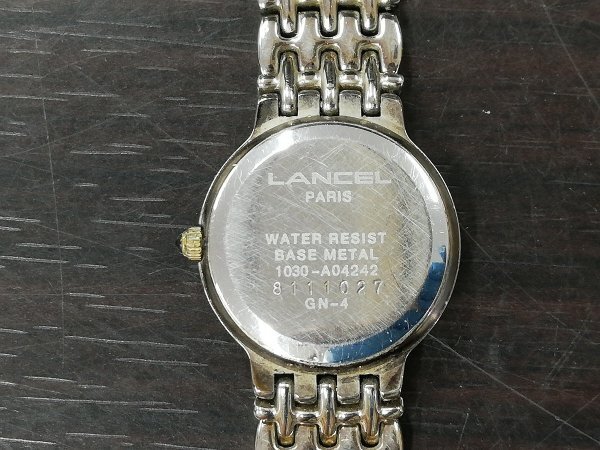 LANCEL
PARIS
WATER RESIST
BASE METAL
1030-A04242
8111027
GN-4